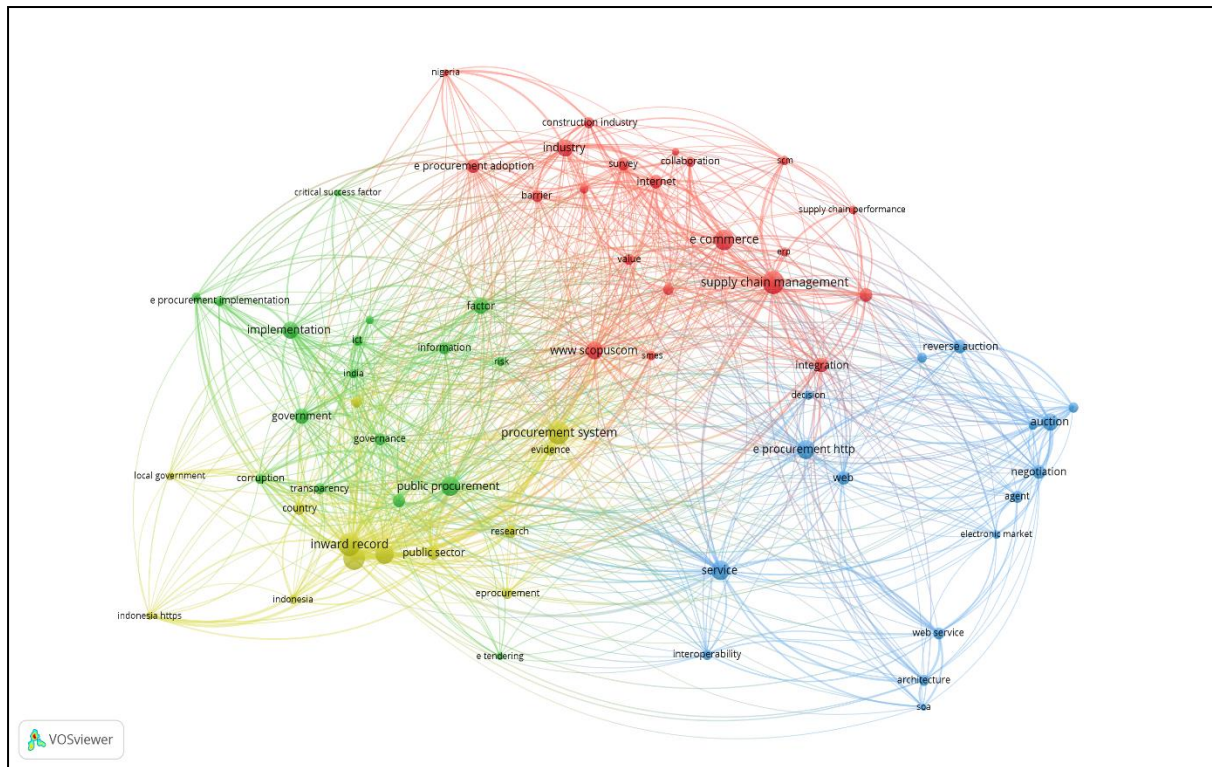 nigeria
construction industry
industry
e procurement adoption
survey
collaboration
scm
internet
barrier
critical success factor
supply chain performance
e commerce
erp
value
supply chain management
e procurement implementation
factor
implementation
ict
information
www scopuscom
smes
reverse auction
risk
integration
india
decision
government
auction
procurement system
governance
evidence
e procurement http
local government
corruption
web
negotiation
transparency
public procurement
agent
country
research
electronic market
inward record
public sector
service
indonesia
eprocurement
indonesia https
web service
e tendering
interoperability
architecture
soa
VOSviewer